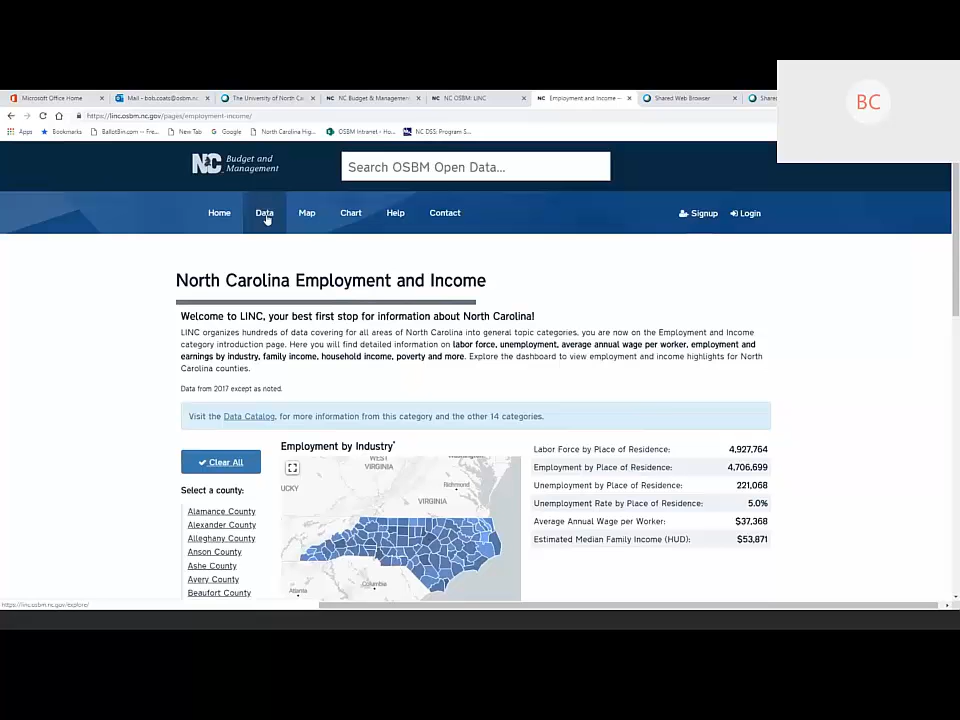 BC
Microsoft Office Home
Mail - bob.coats@osbm.nc
The University of North Ca
NC Budget & Management
NC OSBM: LINC
Employment and Income —
Shared Web Browser
Share
https://linc.osbm.nc.gov/pages/employment-income/
Apps
Bookmarks
BallotBin.com -- Fre...
New Tab
Google
North Carolina Hig...
OSBM Intranet - Ho...
NC DSS: Program S...
NC Budget and
Management
Search OSBM Open Data...
Home Data Map Chart Help Contact Signup Login
North Carolina Employment and Income
Welcome to LINC, your best first stop for information about North Carolina!
LINC organizes hundreds of data covering for all areas of North Carolina into general topic categories, you are now on the Employment and Income
category introduction page. Here you will find detailed information on labor force, unemployment, average annual wage per worker, employment and
earnings by industry, family income, household income, poverty and more. Explore the dashboard to view employment and income highlights for North
Carolina counties.
Data from 2017 except as noted.
Visit the Data Catalog, for more information from this category and the other 14 categories.
Clear All
Select a county:
Alamance County
Alexander County
Alleghany County
Anson County
Ashe County
Avery County
Beaufort County
Employment by Industry*
WEST
VIRGINIA
UCKY
Richmond
VIRGINIA
Columbia
Atlanta
Labor Force by Place of Residence: 4,927,764
Employment by Place of Residence: 4,706,699
Unemployment by Place of Residence: 221,068
Unemployment Rate by Place of Residence: 5.0%
Average Annual Wage per Worker: $37,368
Estimated Median Family Income (HUD): $53,871
https://linc.osbm.nc.gov/explore/